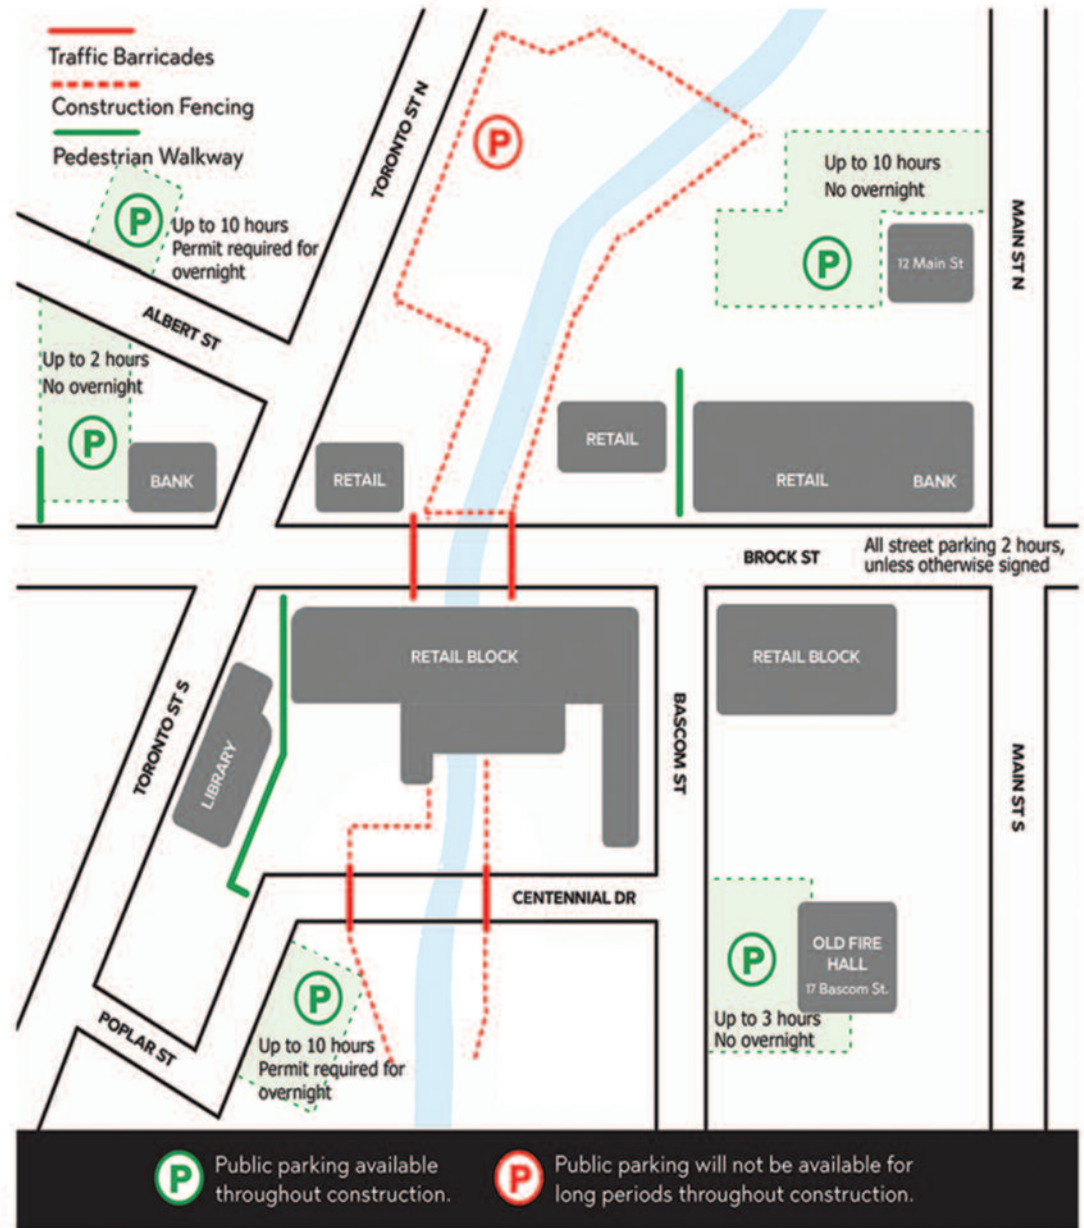 Traffic Barricades
Construction Fencing
Pedestrian Walkway
TORONTO ST N
P
Up to 10 hours
No overnight
P
12 Main St
MAIN ST N
P
Up to 10 hours
Permit required for
overnight
ALBERT ST
Up to 2 hours
No overnight
P
BANK
RETAIL
RETAIL
RETAIL
BANK
BROCK ST
All street parking 2 hours,
unless otherwise signed
RETAIL BLOCK
RETAIL BLOCK
TORONTO ST S
LIBRARY
BASCOM ST
MAIN ST S
CENTENNIAL DR
P
OLD FIRE
HALL
17 Bascom St.
Up to 3 hours
No overnight
POPLAR ST
P
Up to 10 hours
Permit required for
overnight
P
Public parking available
throughout construction.
P
Public parking will not be available for
long periods throughout construction.